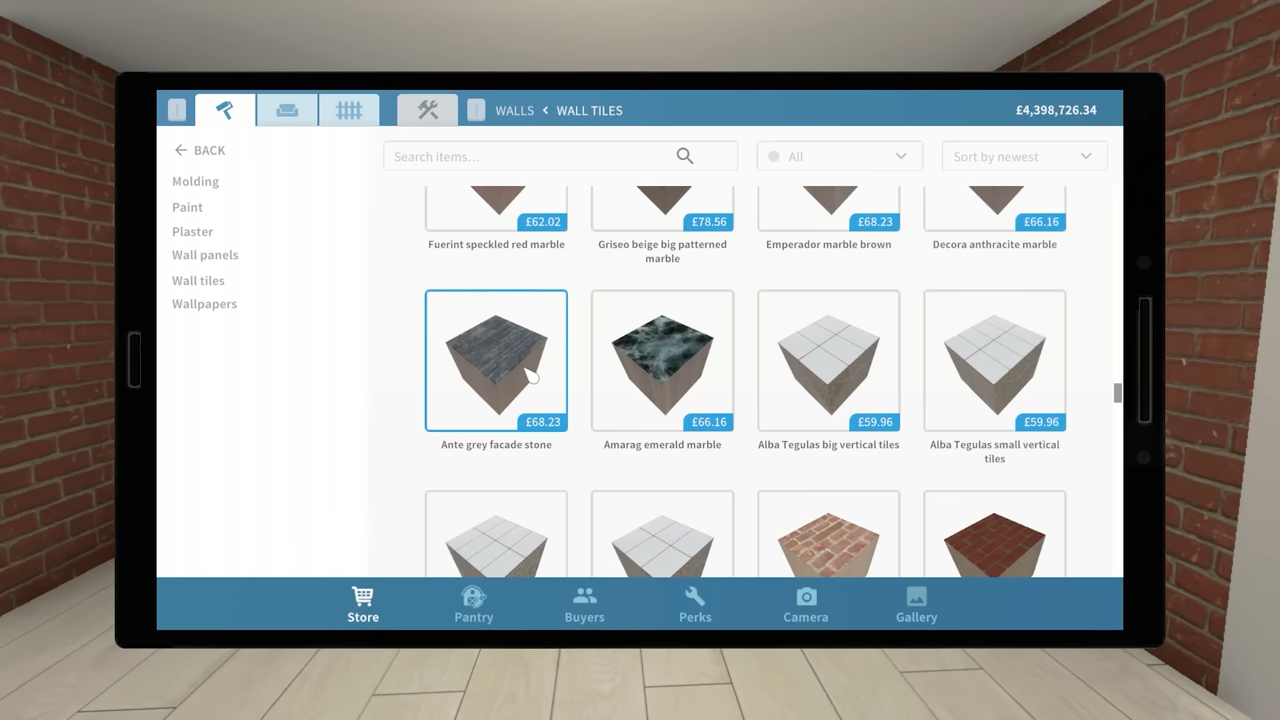 WALLS < WALL TILES
£4,398,726.34
BACK
Molding
Paint
Plaster
Wall panels
Wall tiles
Wallpapers
Search items...
All
Sort by newest
£62.02
£78.56
£68.23
£66.16
Fuerint speckled red marble
Griseo beige big patterned
marble
Emperador marble brown
Decora anthracite marble
£68.23
£66.16
£59.96
£59.96
Ante grey facade stone
Amarag emerald marble
Alba Tegulas big vertical tiles
Alba Tegulas small vertical
tiles
Store
Pantry
Buyers
Perks
Camera
Gallery